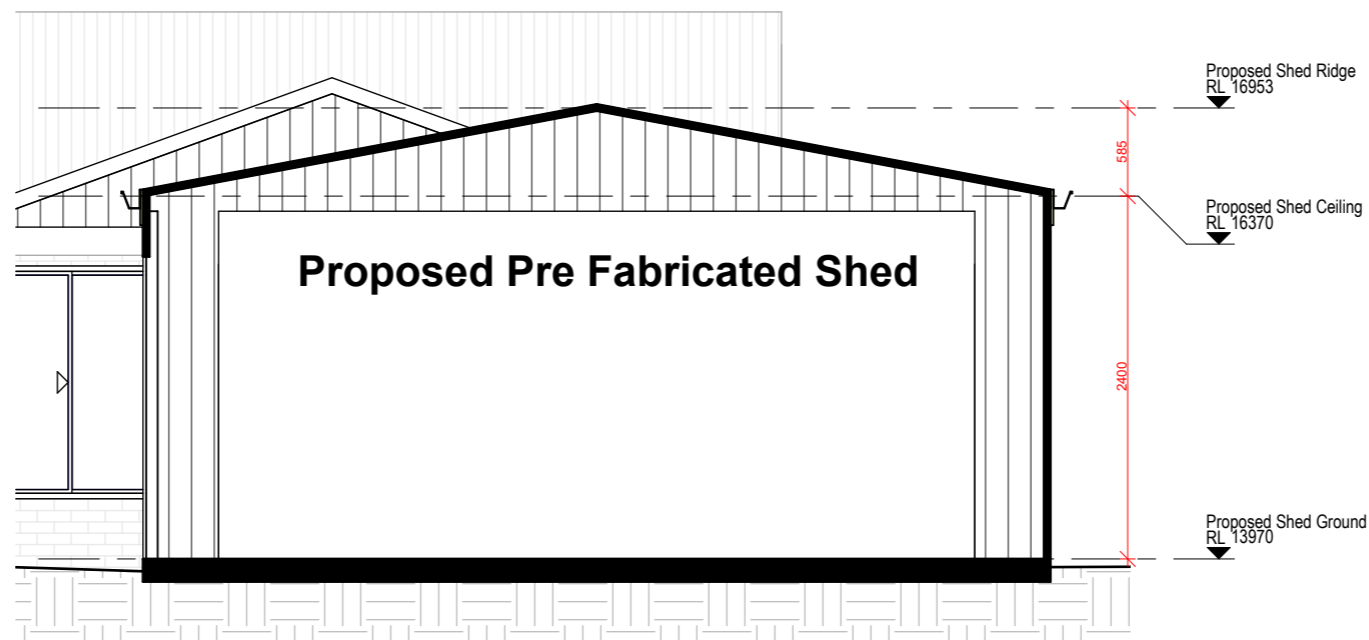 Proposed Shed Ridge
RL 16953
585
Proposed Shed Ceiling
RL 16370
Proposed Pre Fabricated Shed
2400
Proposed Shed Ground
RL 13970